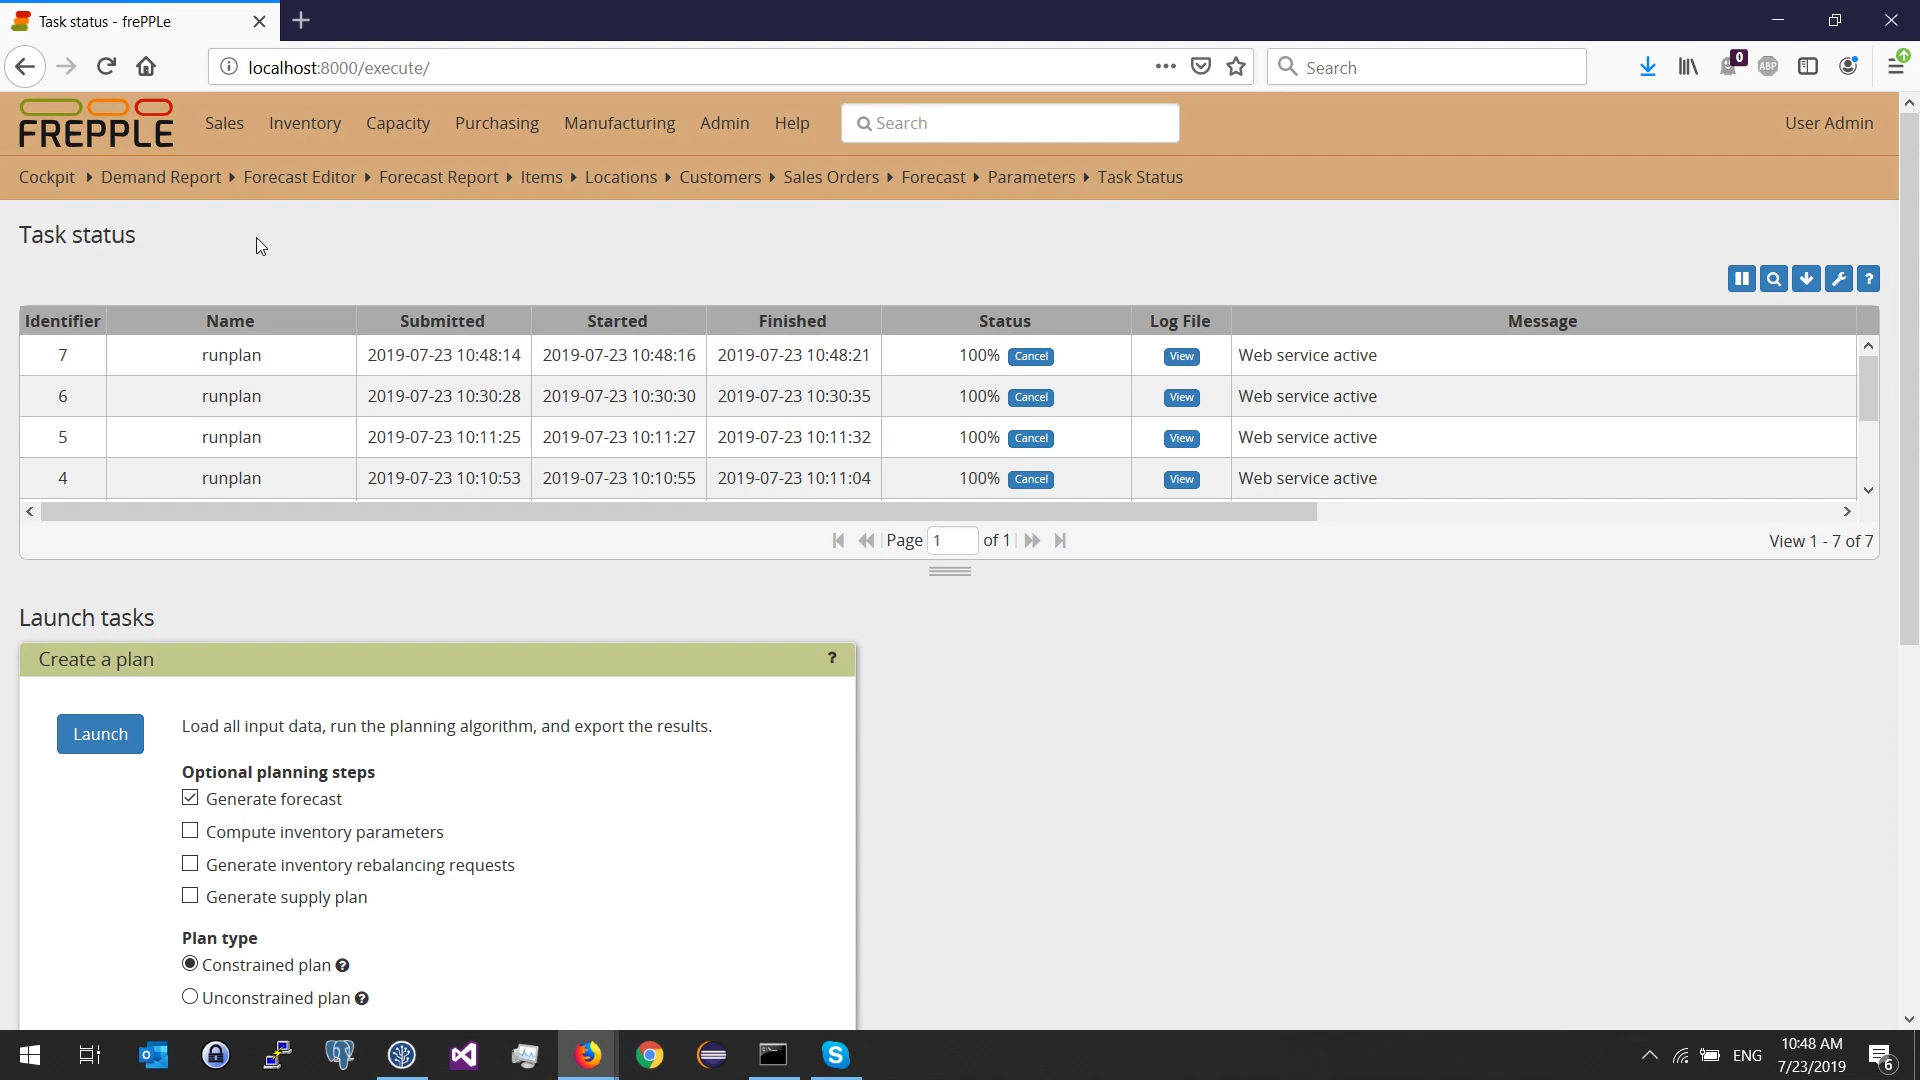 Task status - frePPLe
localhost:8000/execute/
Search
0
ABP
FREPPLE
Sales Inventory Capacity Purchasing Manufacturing Admin Help
Search
User Admin
Cockpit Demand Report Forecast Editor Forecast Report Items Locations Customers Sales Orders Forecast Parameters Task Status
Task status
?
Identifier Name Submitted Started Finished Status Log File Message
7 runplan 2019-07-23 10:48:14 2019-07-23 10:48:16 2019-07-23 10:48:21 100% Cancel View Web service active
6 runplan 2019-07-23 10:30:28 2019-07-23 10:30:30 2019-07-23 10:30:35 100% Cancel View Web service active
5 runplan 2019-07-23 10:11:25 2019-07-23 10:11:27 2019-07-23 10:11:32 100% Cancel View Web service active
4 runplan 2019-07-23 10:10:53 2019-07-23 10:10:55 2019-07-23 10:11:04 100% Cancel View Web service active
Page 1 of 1
View 1 - 7 of 7
Launch tasks
Create a plan ?
Launch
Load all input data, run the planning algorithm, and export the results.
Optional planning steps
Generate forecast
Compute inventory parameters
Generate inventory rebalancing requests
Generate supply plan
Plan type
Constrained plan ?
Unconstrained plan ?
ENG
10:48 AM
7/23/2019
6